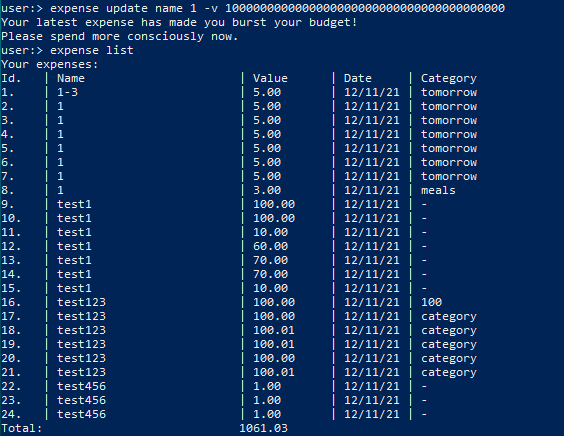 user:> expense update name 1 -v 1000000000000000000000000000000000000000
Your latest expense has made you burst your budget!
Please spend more consciously now.
user:> expense list
Your expenses:
Id. | Name | Value | Date | Category
1. | 1-3 | 5.00 | 12/11/21 | tomorrow
2. | 1 | 5.00 | 12/11/21 | tomorrow
3. | 1 | 5.00 | 12/11/21 | tomorrow
4. | 1 | 5.00 | 12/11/21 | tomorrow
5. | 1 | 5.00 | 12/11/21 | tomorrow
6. | 1 | 5.00 | 12/11/21 | tomorrow
7. | 1 | 5.00 | 12/11/21 | tomorrow
8. | 1 | 3.00 | 12/11/21 | meals
9. | test1 | 100.00 | 12/11/21 | -
10. | test1 | 100.00 | 12/11/21 | -
11. | test1 | 10.00 | 12/11/21 | -
12. | test1 | 60.00 | 12/11/21 | -
13. | test1 | 70.00 | 12/11/21 | -
14. | test1 | 70.00 | 12/11/21 | -
15. | test1 | 10.00 | 12/11/21 | -
16. | test123 | 100.00 | 12/11/21 | 100
17. | test123 | 100.00 | 12/11/21 | category
18. | test123 | 100.01 | 12/11/21 | category
19. | test123 | 100.01 | 12/11/21 | category
20. | test123 | 100.00 | 12/11/21 | category
21. | test123 | 100.01 | 12/11/21 | category
22. | test456 | 1.00 | 12/11/21 | -
23. | test456 | 1.00 | 12/11/21 | -
24. | test456 | 1.00 | 12/11/21 | -
Total: 1061.03